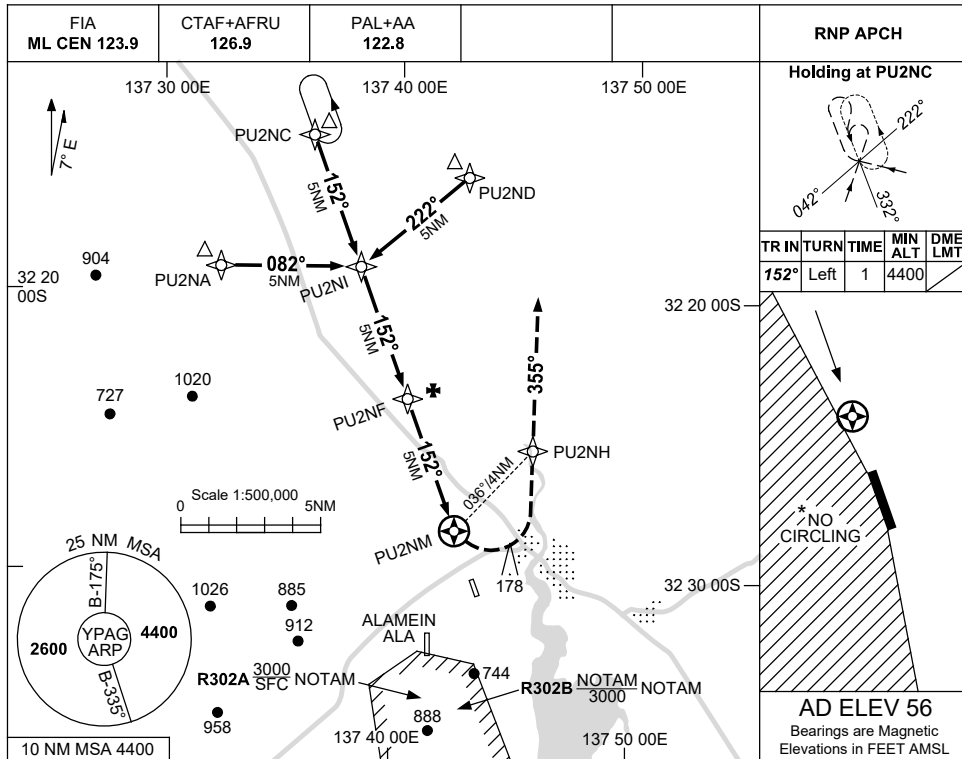 FIA
ML CEN 123.9
CTAF+AFRU
126.9
PAL+AA
122.8
RNP APCH
137 30 00E
137 40 00E
137 50 00E
7° E
PU2NC
152°
5NM
PU2ND
222°
5NM
904
PU2NA
082°
5NM
PU2NI
32 20
00S
32 20 00S
152°
5NM
727
1020
PU2NF
355°
152°
5NM
PU2NH
036°/4NM
Scale 1:500,000
0
5NM
PU2NM
178
25 NM MSA
B-175°
2600
YPAG
ARP
4400
B-335°
10 NM MSA 4400
1026
885
912
958
32 30 00S
ALAMEIN
ALA
R302A 3000
SFC NOTAM
744
R302B NOTAM
3000 NOTAM
888
137 40 00E
137 50 00E
Holding at PU2NC
222°
042°
332°
TR IN
TURN
TIME
MIN
ALT
DME
LMT
152°
Left
1
4400
*NO
CIRCLING
AD ELEV 56
Bearings are Magnetic
Elevations in FEET AMSL